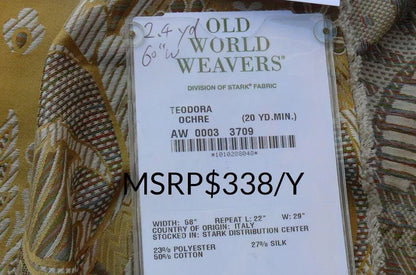 2.4 yd
60" W
OLD
WORLD
WEAVERS®
DIVISION OF STARK® FABRIC
TEODORA
OCHRE (20 YD.MIN.)
AW 0003 3709
*1010208040*
MSRP$338/Y
WIDTH: 58" REPEAT L: 22" W: 29"
COUNTRY OF ORIGIN: ITALY
STOCKED IN: STARK DISTRIBUTION CENTER
23% POLYESTER 27% SILK
50% COTTON